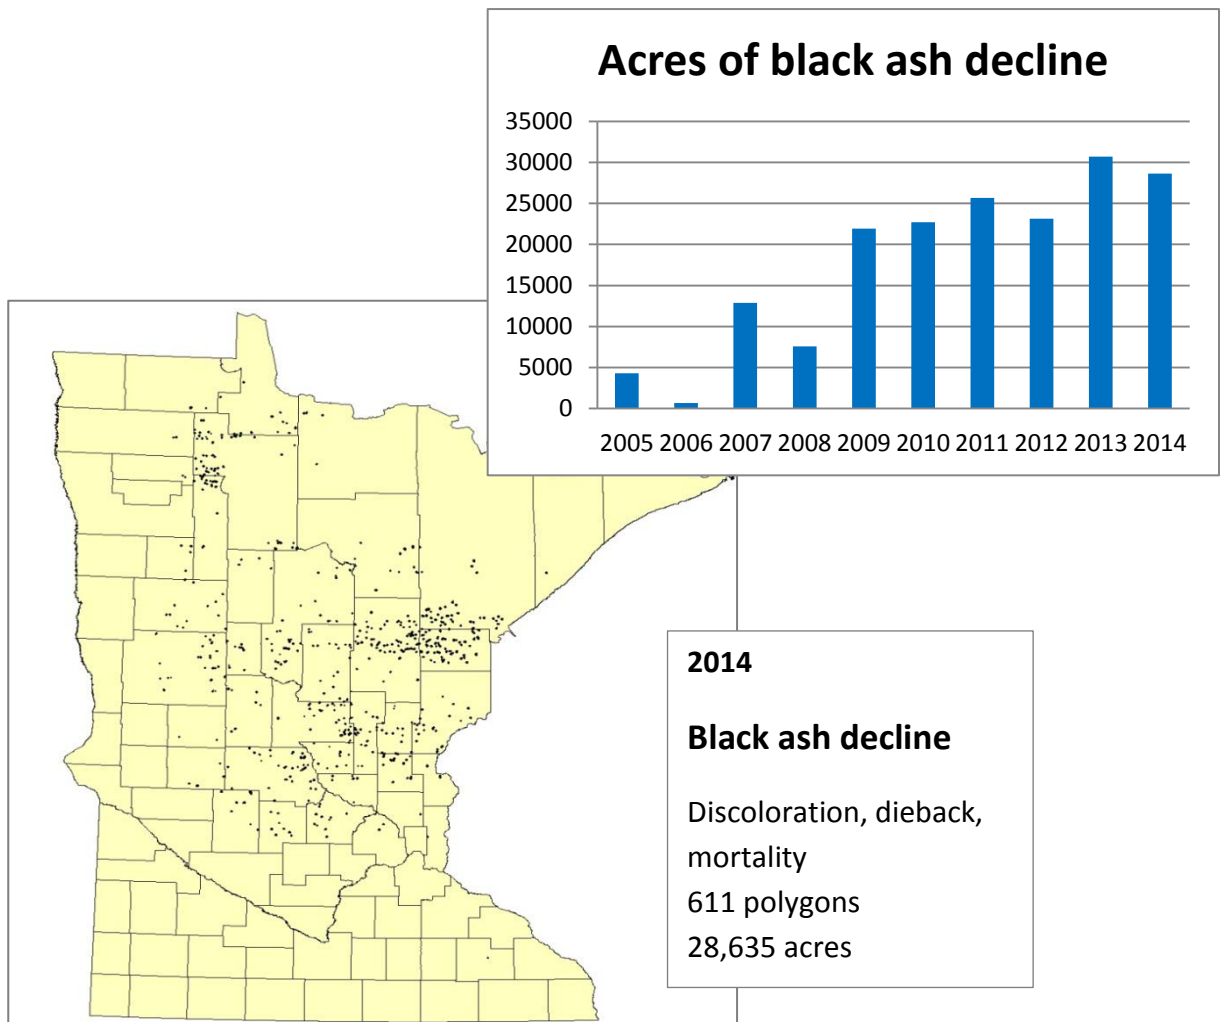 Acres of black ash decline
35000
30000
25000
20000
15000
10000
5000
0
2005 2006 2007 2008 2009 2010 2011 2012 2013 2014
2014
Black ash decline
Discoloration, dieback,
mortality
611 polygons
28,635 acres